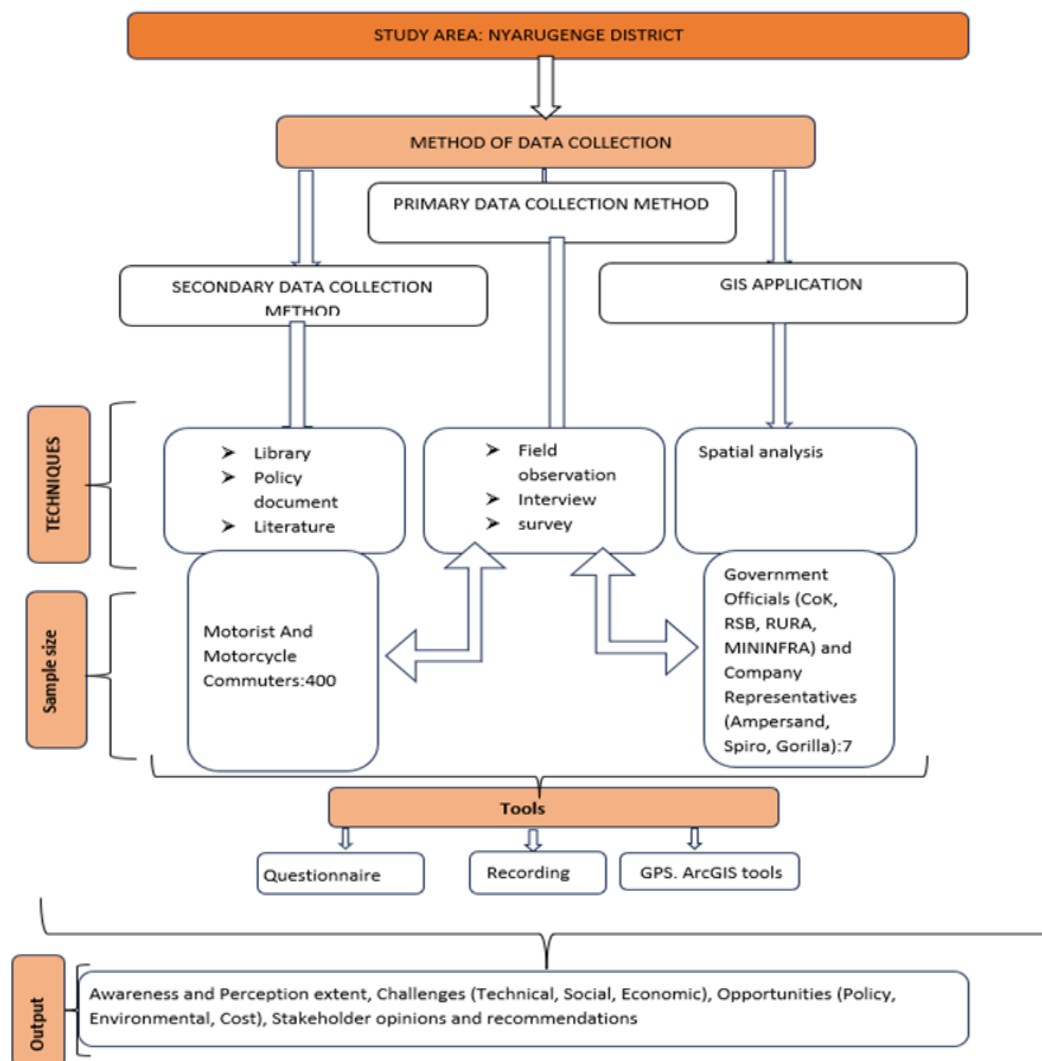 STUDY AREA: NYARUGENGE DISTRICT
METHOD OF DATA COLLECTION
PRIMARY DATA COLLECTION METHOD
SECONDARY DATA COLLECTION
METHOD
GIS APPLICATION
TECHNIQUES
➤ Library
➤ Policy
document
➤ Literature
➤ Field
observation
➤ Interview
➤ survey
Spatial analysis
Sample size
Motorist And
Motorcycle
Commuters:400
Government
Officials (CoK,
RSB, RURA,
MININFRA) and
Company
Representatives
(Ampersand,
Spiro, Gorilla):7
Tools
Questionnaire
Recording
GPS. ArcGIS tools
Output
Awareness and Perception extent, Challenges (Technical, Social, Economic), Opportunities (Policy,
Environmental, Cost), Stakeholder opinions and recommendations